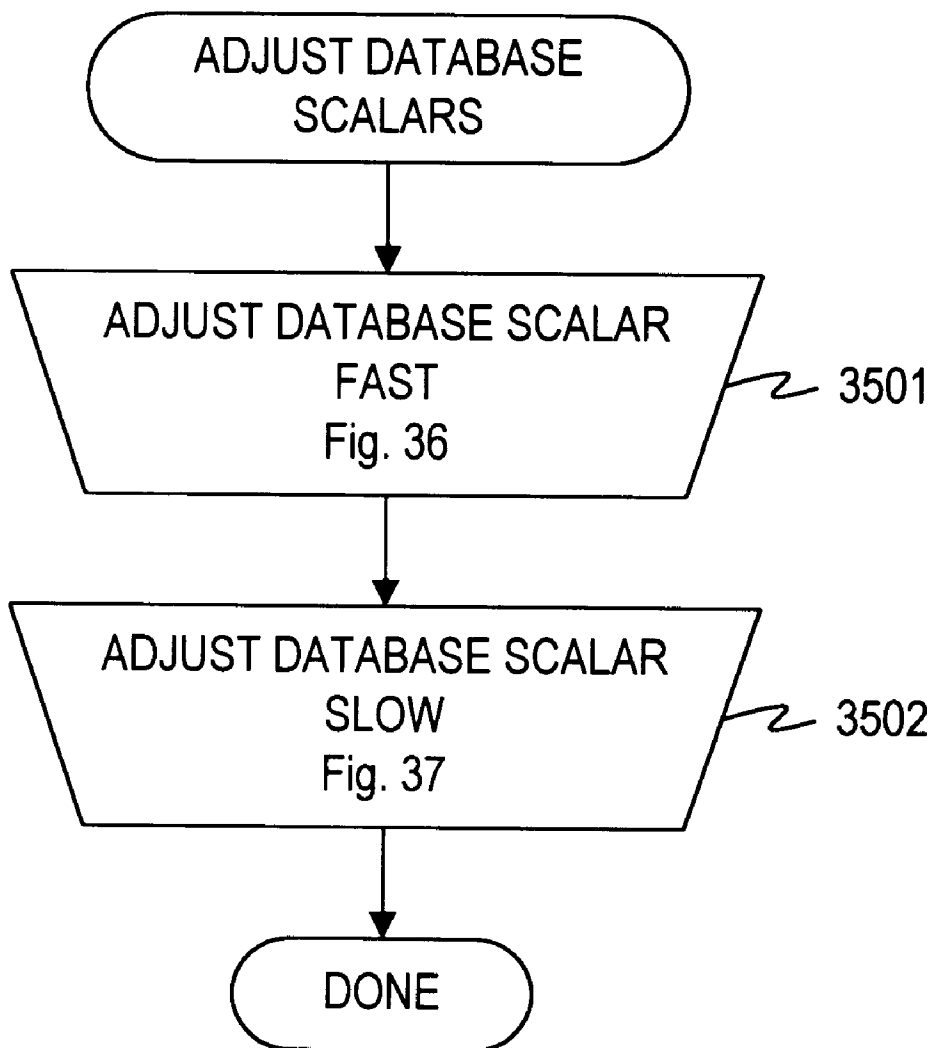 ADJUST DATABASE
SCALARS
ADJUST DATABASE SCALAR
FAST
Fig. 36
3501
ADJUST DATABASE SCALAR
SLOW
Fig. 37
3502
DONE